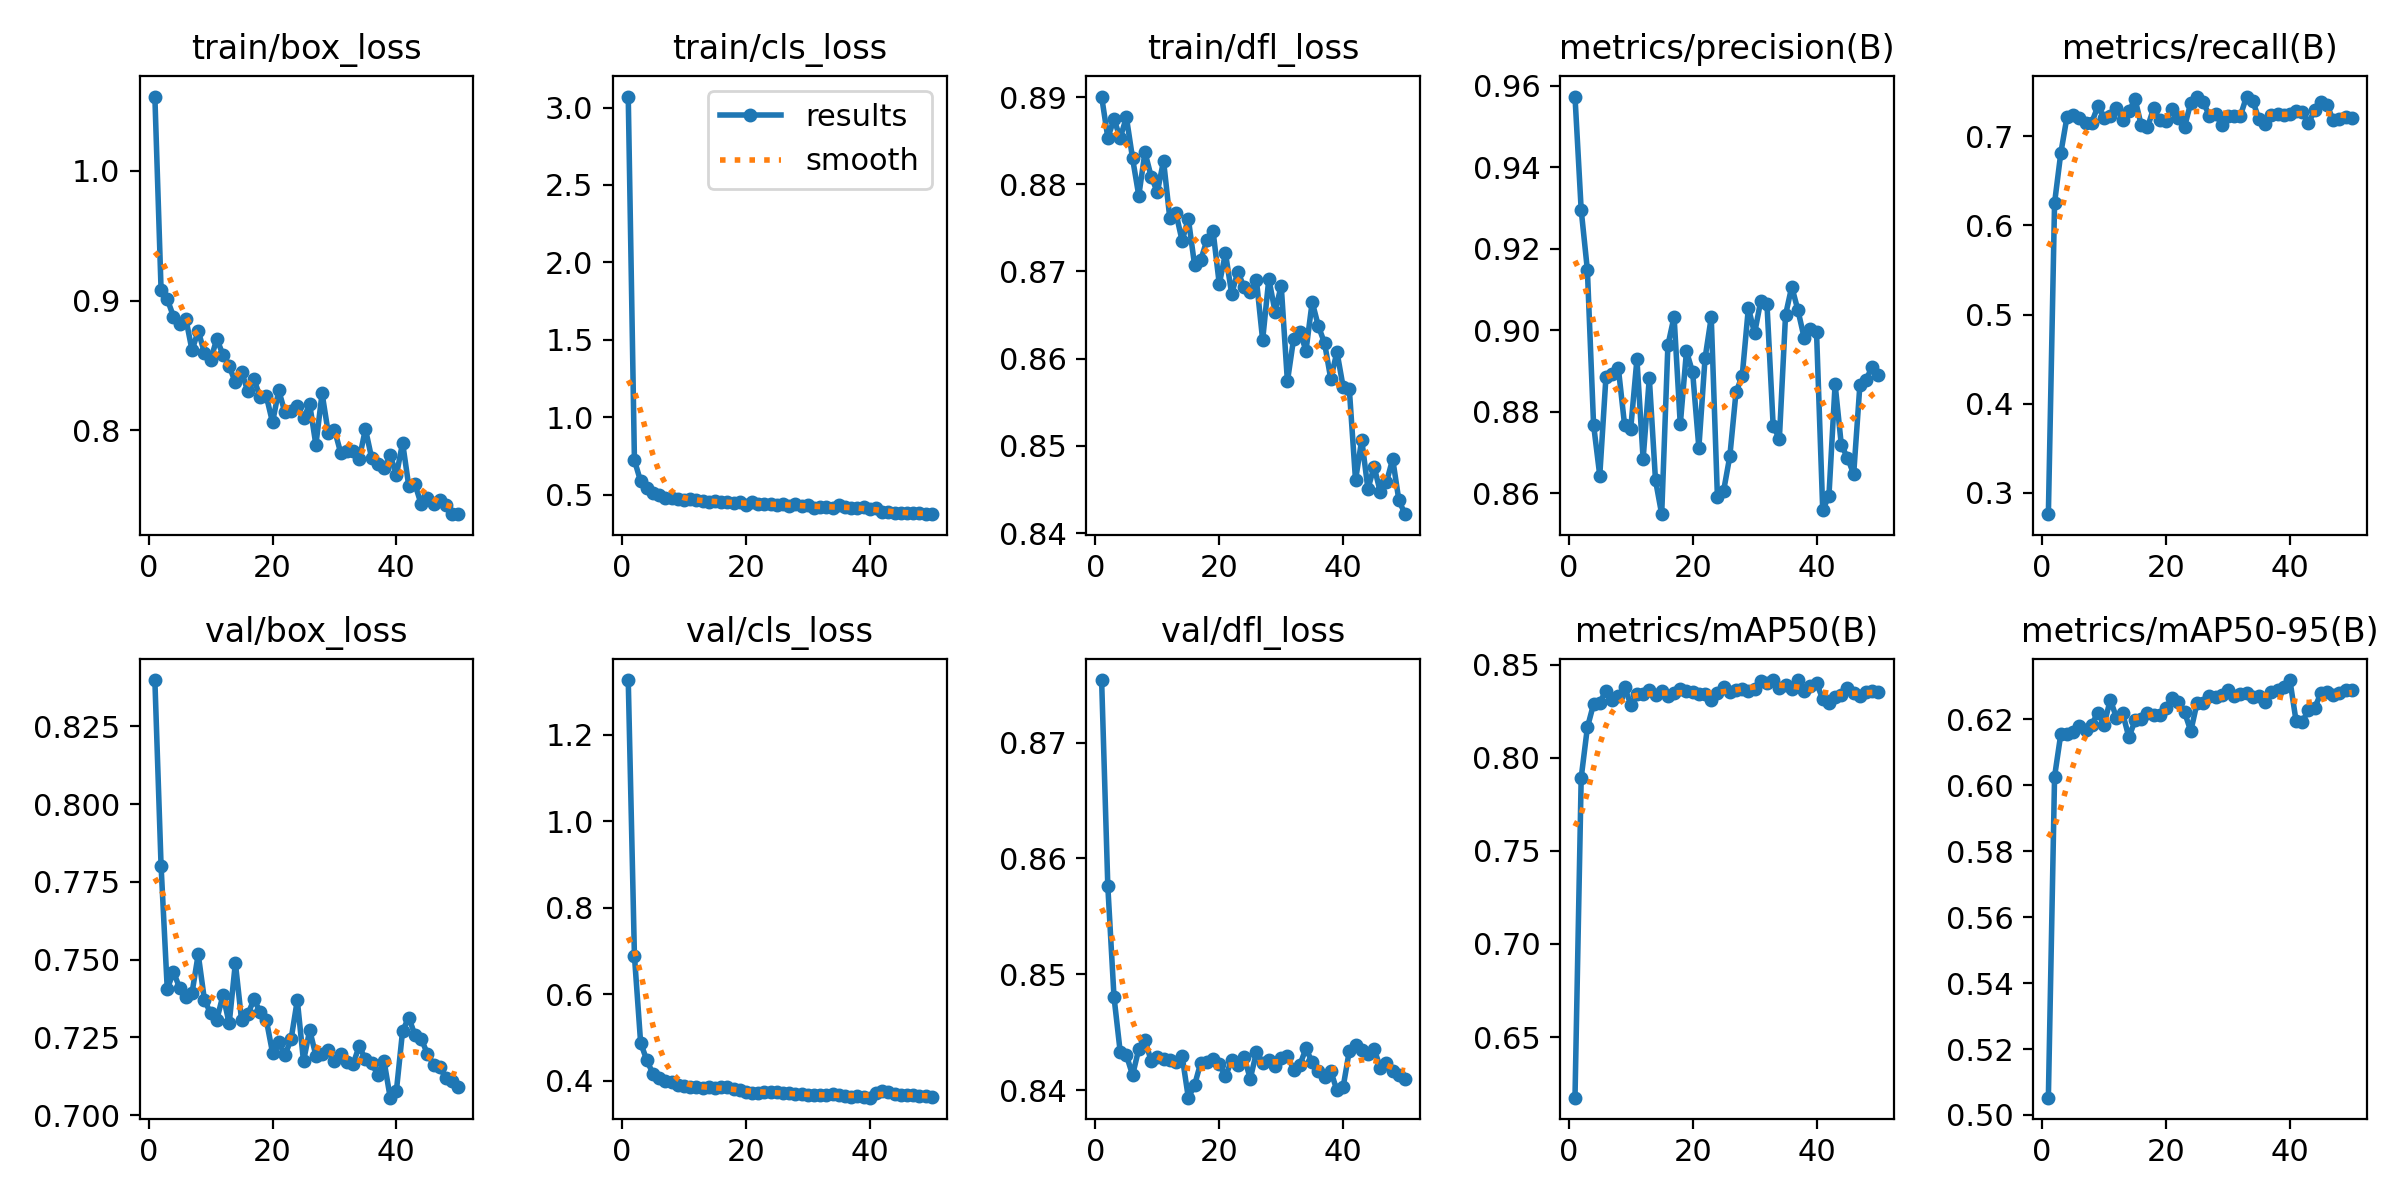 train/box_loss
1.0
0.9
0.8
0 20 40
train/cls_loss
results
smooth
3.0
2.5
2.0
1.5
1.0
0.5
0 20 40
train/dfl_loss
0.89
0.88
0.87
0.86
0.85
0.84
0 20 40
metrics/precision(B)
0.96
0.94
0.92
0.90
0.88
0.86
0 20 40
metrics/recall(B)
0.7
0.6
0.5
0.4
0.3
0 20 40
val/box_loss
0.825
0.800
0.775
0.750
0.725
0.700
0 20 40
val/cls_loss
1.2
1.0
0.8
0.6
0.4
0 20 40
val/dfl_loss
0.87
0.86
0.85
0.84
0 20 40
metrics/mAP50(B)
0.85
0.80
0.75
0.70
0.65
0 20 40
metrics/mAP50-95(B)
0.62
0.60
0.58
0.56
0.54
0.52
0.50
0 20 40